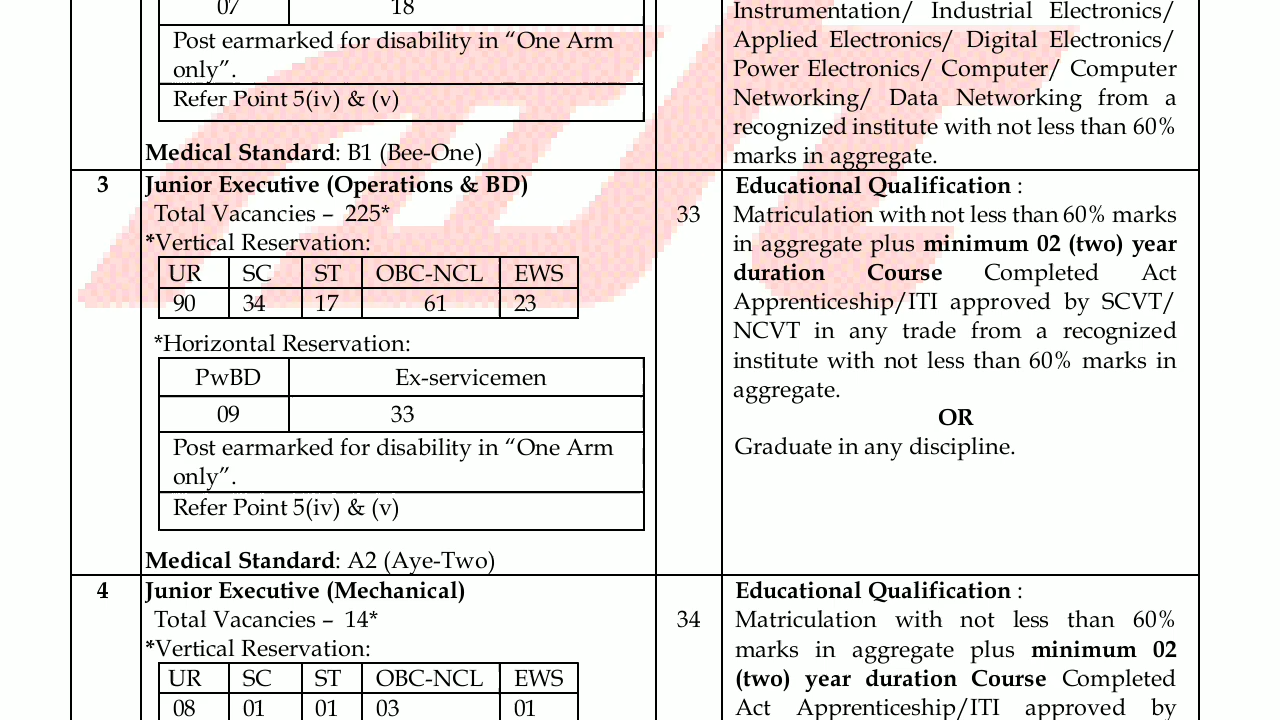 07 18
Post earmarked for disability in “One Arm
only”.
Refer Point 5(iv) & (v)
Medical Standard: B1 (Bee-One)
Instrumentation/ Industrial Electronics/
Applied Electronics/ Digital Electronics/
Power Electronics/ Computer/ Computer
Networking/ Data Networking from a
recognized institute with not less than 60%
marks in aggregate.
3
Junior Executive (Operations & BD)
Total Vacancies – 225*
*Vertical Reservation:
UR SC ST OBC-NCL EWS
90 34 17 61 23
*Horizontal Reservation:
PwBD Ex-servicemen
09 33
Post earmarked for disability in “One Arm
only”.
Refer Point 5(iv) & (v)
Medical Standard: A2 (Aye-Two)
33
Educational Qualification :
Matriculation with not less than 60% marks
in aggregate plus minimum 02 (two) year
duration Course Completed Act
Apprenticeship/ITI approved by SCVT/
NCVT in any trade from a recognized
institute with not less than 60% marks in
aggregate.
OR
Graduate in any discipline.
4
Junior Executive (Mechanical)
Total Vacancies – 14*
*Vertical Reservation:
UR SC ST OBC-NCL EWS
08 01 01 03 01
34
Educational Qualification :
Matriculation with not less than 60%
marks in aggregate plus minimum 02
(two) year duration Course Completed
Act Apprenticeship/ITI approved by